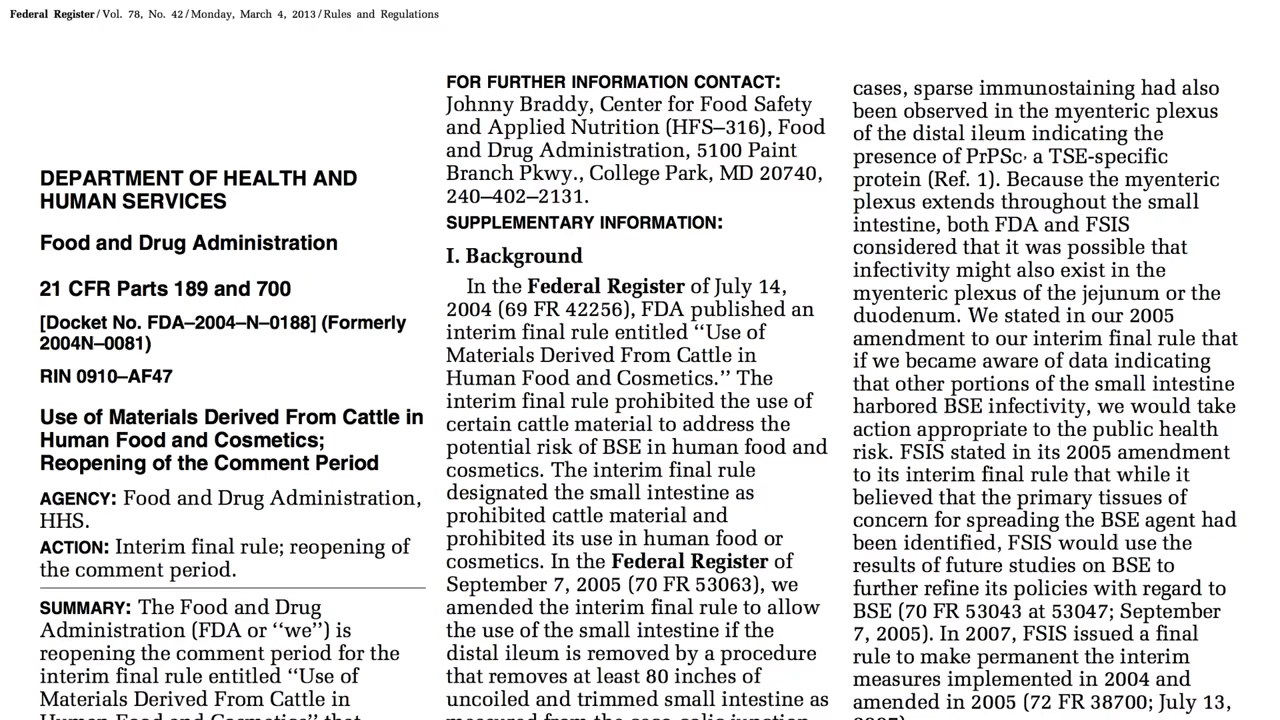 Federal Register / Vol. 78, No. 42 / Monday, March 4, 2013 / Rules and Regulations
DEPARTMENT OF HEALTH AND
HUMAN SERVICES
Food and Drug Administration
21 CFR Parts 189 and 700
[Docket No. FDA–2004–N–0188] (Formerly
2004N–0081)
RIN 0910–AF47
Use of Materials Derived From Cattle in
Human Food and Cosmetics;
Reopening of the Comment Period
AGENCY: Food and Drug Administration,
HHS.
ACTION: Interim final rule; reopening of
the comment period.
SUMMARY: The Food and Drug
Administration (FDA or ‘‘we’’) is
reopening the comment period for the
interim final rule entitled ‘‘Use of
Materials Derived From Cattle in
Human Food and Cosmetics’’ that
FOR FURTHER INFORMATION CONTACT:
Johnny Braddy, Center for Food Safety
and Applied Nutrition (HFS–316), Food
and Drug Administration, 5100 Paint
Branch Pkwy., College Park, MD 20740,
240–402–2131.
SUPPLEMENTARY INFORMATION:
I. Background
In the Federal Register of July 14,
2004 (69 FR 42256), FDA published an
interim final rule entitled ‘‘Use of
Materials Derived From Cattle in
Human Food and Cosmetics.’’ The
interim final rule prohibited the use of
certain cattle material to address the
potential risk of BSE in human food and
cosmetics. The interim final rule
designated the small intestine as
prohibited cattle material and
prohibited its use in human food or
cosmetics. In the Federal Register of
September 7, 2005 (70 FR 53063), we
amended the interim final rule to allow
the use of the small intestine if the
distal ileum is removed by a procedure
that removes at least 80 inches of
uncoiled and trimmed small intestine as
measured from the caeco-colic junction
cases, sparse immunostaining had also
been observed in the myenteric plexus
of the distal ileum indicating the
presence of PrPSc, a TSE-specific
protein (Ref. 1). Because the myenteric
plexus extends throughout the small
intestine, both FDA and FSIS
considered that it was possible that
infectivity might also exist in the
myenteric plexus of the jejunum or the
duodenum. We stated in our 2005
amendment to our interim final rule that
if we became aware of data indicating
that other portions of the small intestine
harbored BSE infectivity, we would take
action appropriate to the public health
risk. FSIS stated in its 2005 amendment
to its interim final rule that while it
believed that the primary tissues of
concern for spreading the BSE agent had
been identified, FSIS would use the
results of future studies on BSE to
further refine its policies with regard to
BSE (70 FR 53043 at 53047; September
7, 2005). In 2007, FSIS issued a final
rule to make permanent the interim
measures implemented in 2004 and
amended in 2005 (72 FR 38700; July 13,